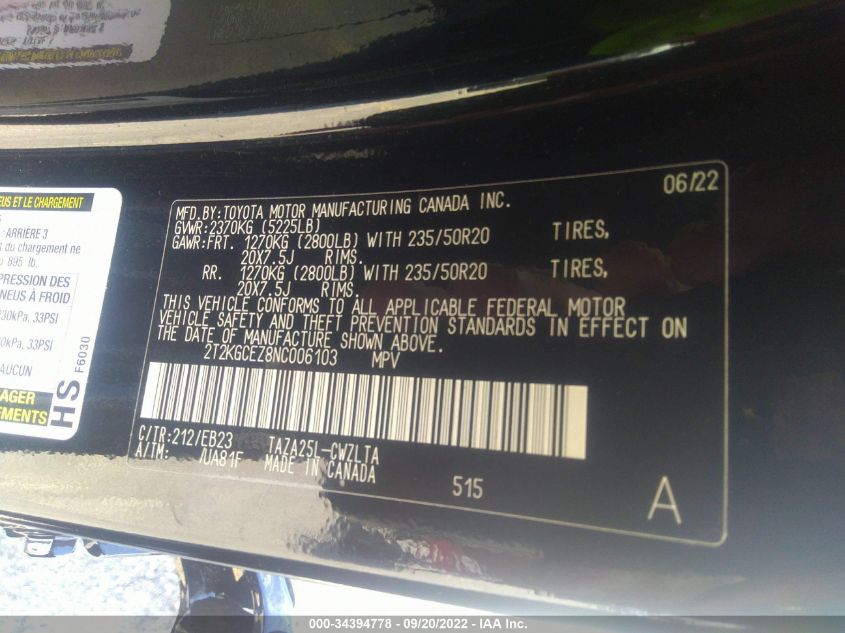 EUS ET LE CHARGEMENT
: ARRIÈRE 3
t du chargement ne
895 lb.
PRESSION DES
NEUS À FROID
230kPa, 33PSI
kPa, 33PSI
AUCUN
AGER
EMENTS
HS
F6030
06/22
MFD.BY:TOYOTA MOTOR MANUFACTURING CANADA INC.
GVWR:2370KG (5225LB)
GAWR:FRT. 1270KG (2800LB) WITH 235/50R20 TIRES,
20X7.5J RIMS.
RR. 1270KG (2800LB) WITH 235/50R20 TIRES,
20X7.5J RIMS.
THIS VEHICLE CONFORMS TO ALL APPLICABLE FEDERAL MOTOR
VEHICLE SAFETY AND THEFT PREVENTION STANDARDS IN EFFECT ON
THE DATE OF MANUFACTURE SHOWN ABOVE.
2T2KGCEZ8NC006103 MPV
C/TR:212/EB23 TAZA25L-CWZLTA
A/TM: /UA81F MADE IN CANADA
515
A
000-34394778 - 09/20/2022 - IAA Inc.